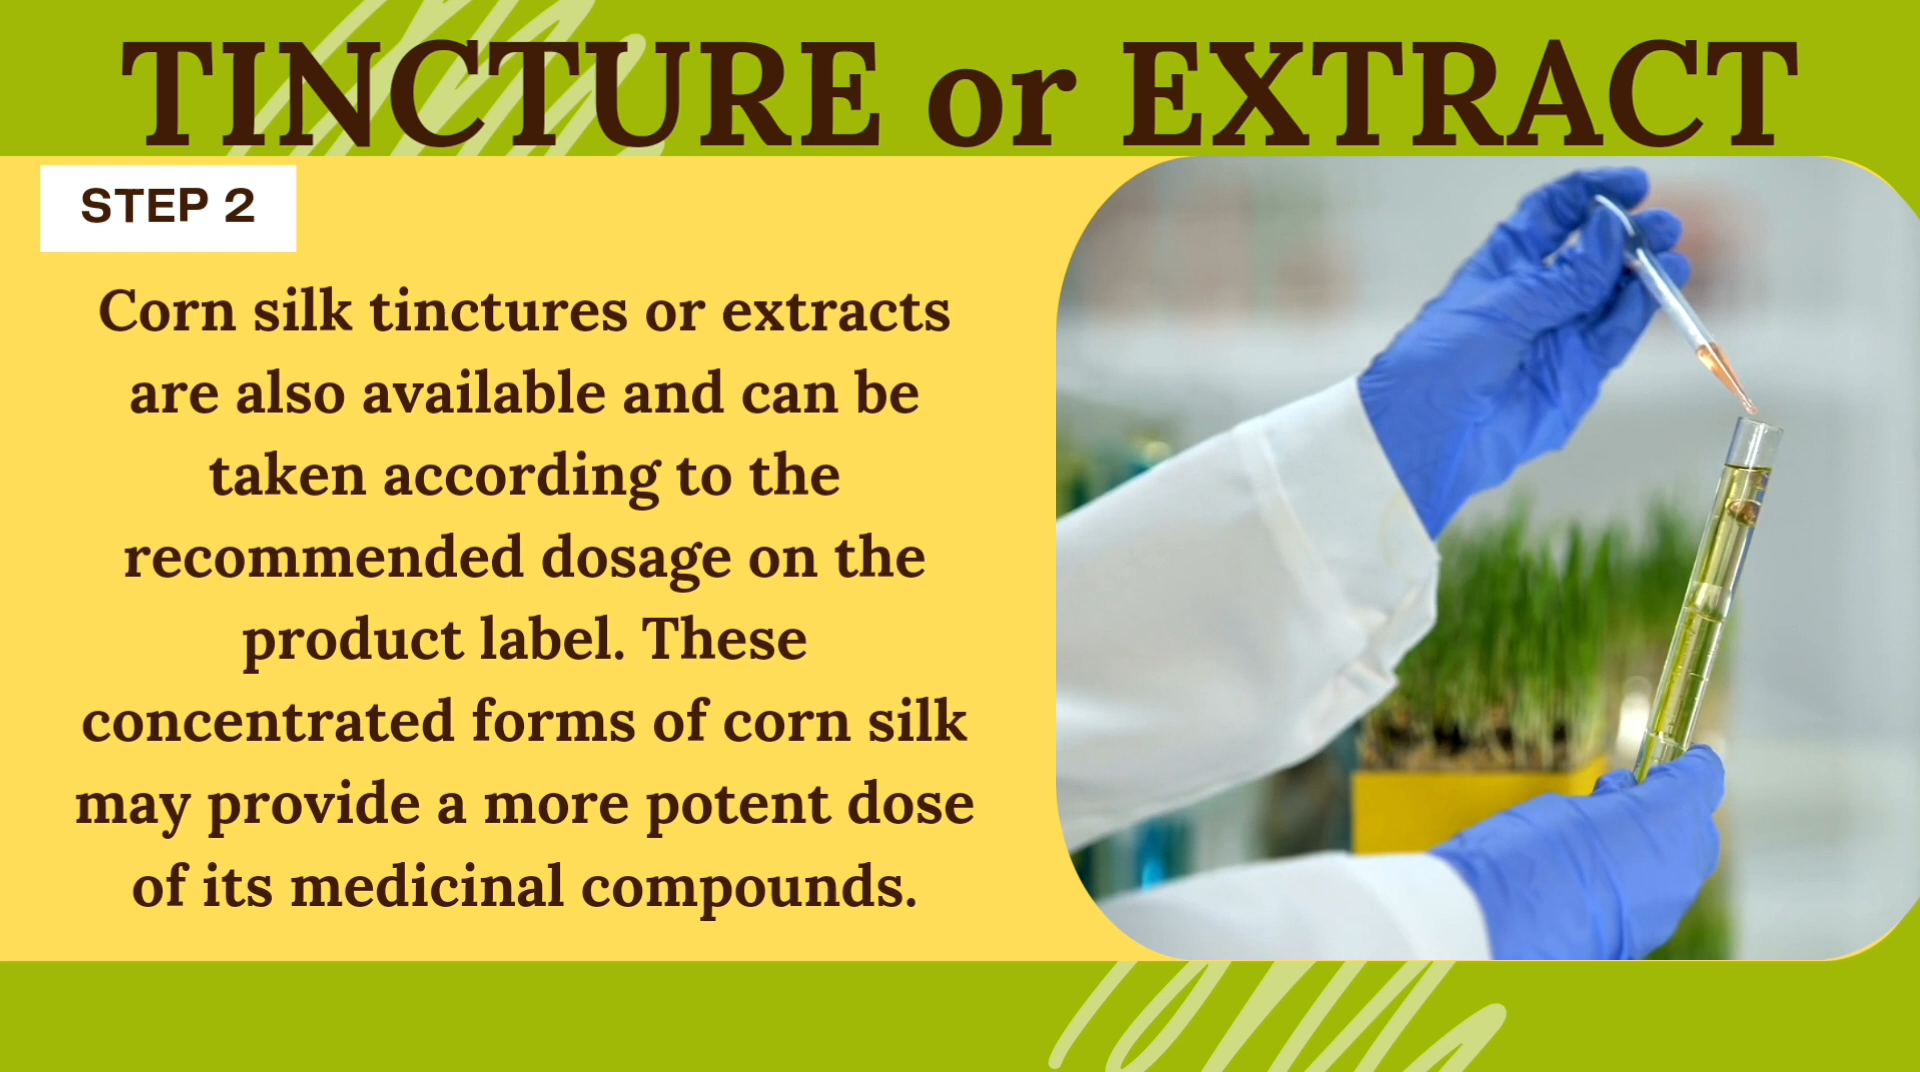 TINCTURE or EXTRACT
STEP 2
Corn silk tinctures or extracts
are also available and can be
taken according to the
recommended dosage on the
product label. These
concentrated forms of corn silk
may provide a more potent dose
of its medicinal compounds.